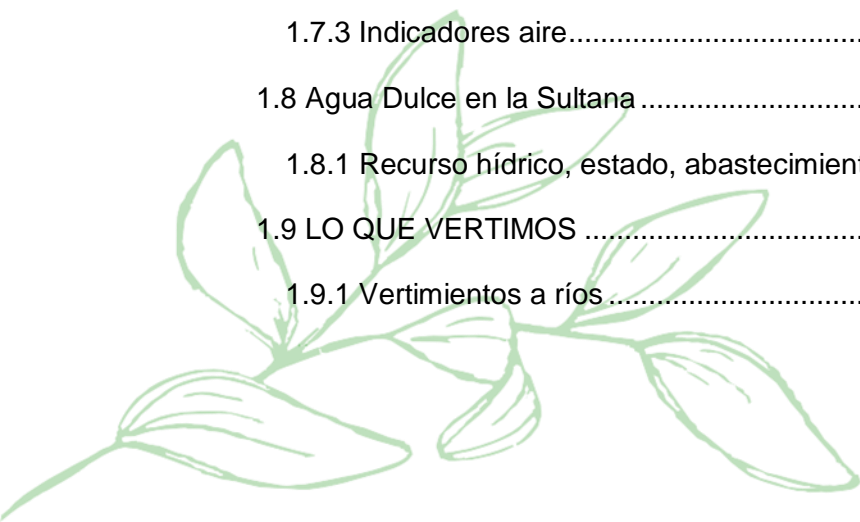 1.7.3 Indicadores aire....................................
1.8 Agua Dulce en la Sultana...........................
1.8.1 Recurso hídrico, estado,
1.9 LO QUE VERTIMOS ..................................
1.9.1 Vertimientos a ríos................................